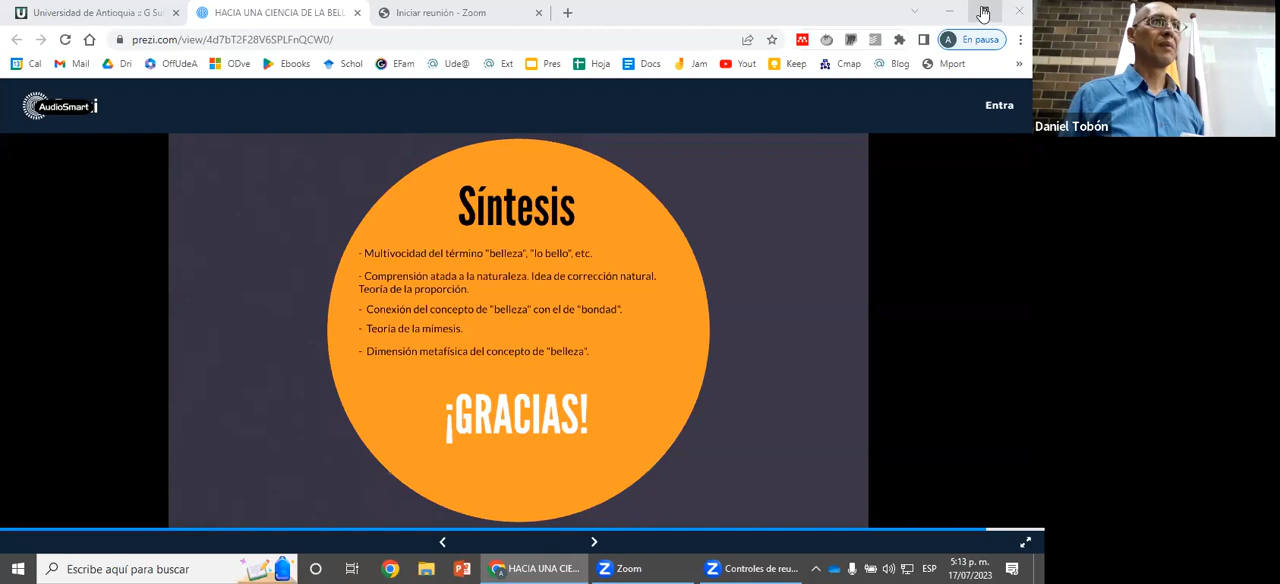 Universidad de Antioquia :: G Su
HACIA UNA CIENCIA DE LA BELL
Iniciar reunión - Zoom
prezi.com/view/4d7bT2F28V6SPLFnQCW0/
A
En pausa
Cal
Mail
Dri
OffUdeA
ODve
Ebooks
Schol
EFam
Ude@
Ext
Pres
Hoja
Docs
Jam
Yout
Keep
Cmap
Blog
Mport
»
AudioSmart.i
Entra
Daniel Tobón
Síntesis
- Multivocidad del término "belleza", "lo bello", etc.
- Comprensión atada a la naturaleza. Idea de corrección natural.
Teoría de la proporción.
- Conexión del concepto de "belleza" con el de "bondad".
- Teoría de la mímesis.
- Dimensión metafísica del concepto de "belleza".
¡GRACIAS!
Escribe aquí para buscar
HACIA UNA CIE...
Zoom
Controles de reu...
ESP
5:13 p. m.
17/07/2023